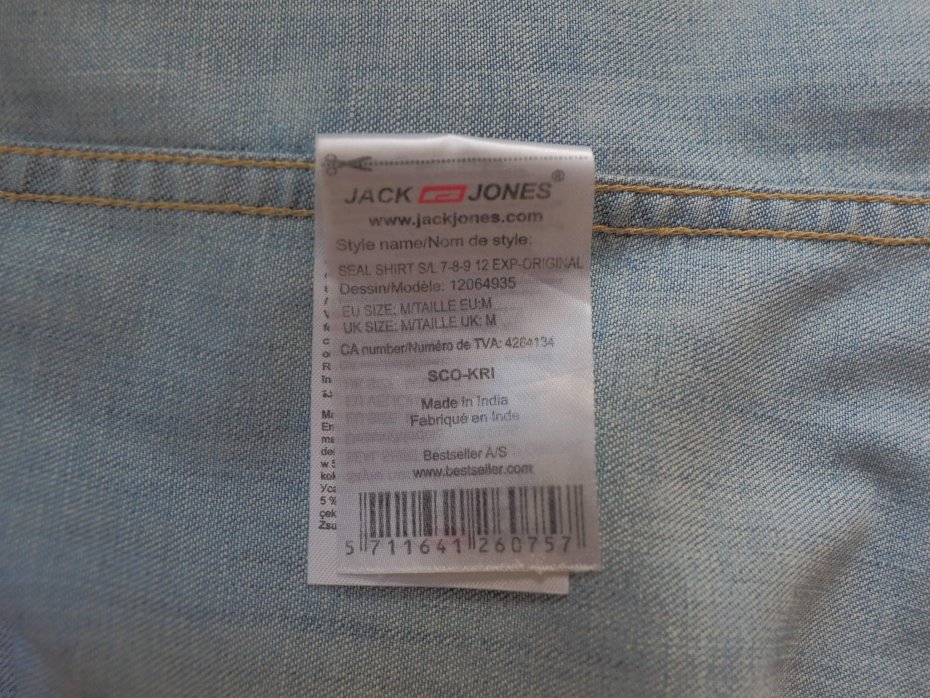 JACK JONES®
www.jackjones.com
Style name/Nom de style:
SEAL SHIRT S/L 7-8-9 12 EXP-ORIGINAL
Dessin/Modèle: 12064935
EU SIZE: M/TAILLE EU:M
UK SIZE: M/TAILLE UK: M
CA number/Numéro de TVA: 4264134
SCO-KRI
Made in India
Fabriqué en Inde
Bestseller A/S
www.bestseller.com
5 711641 260757